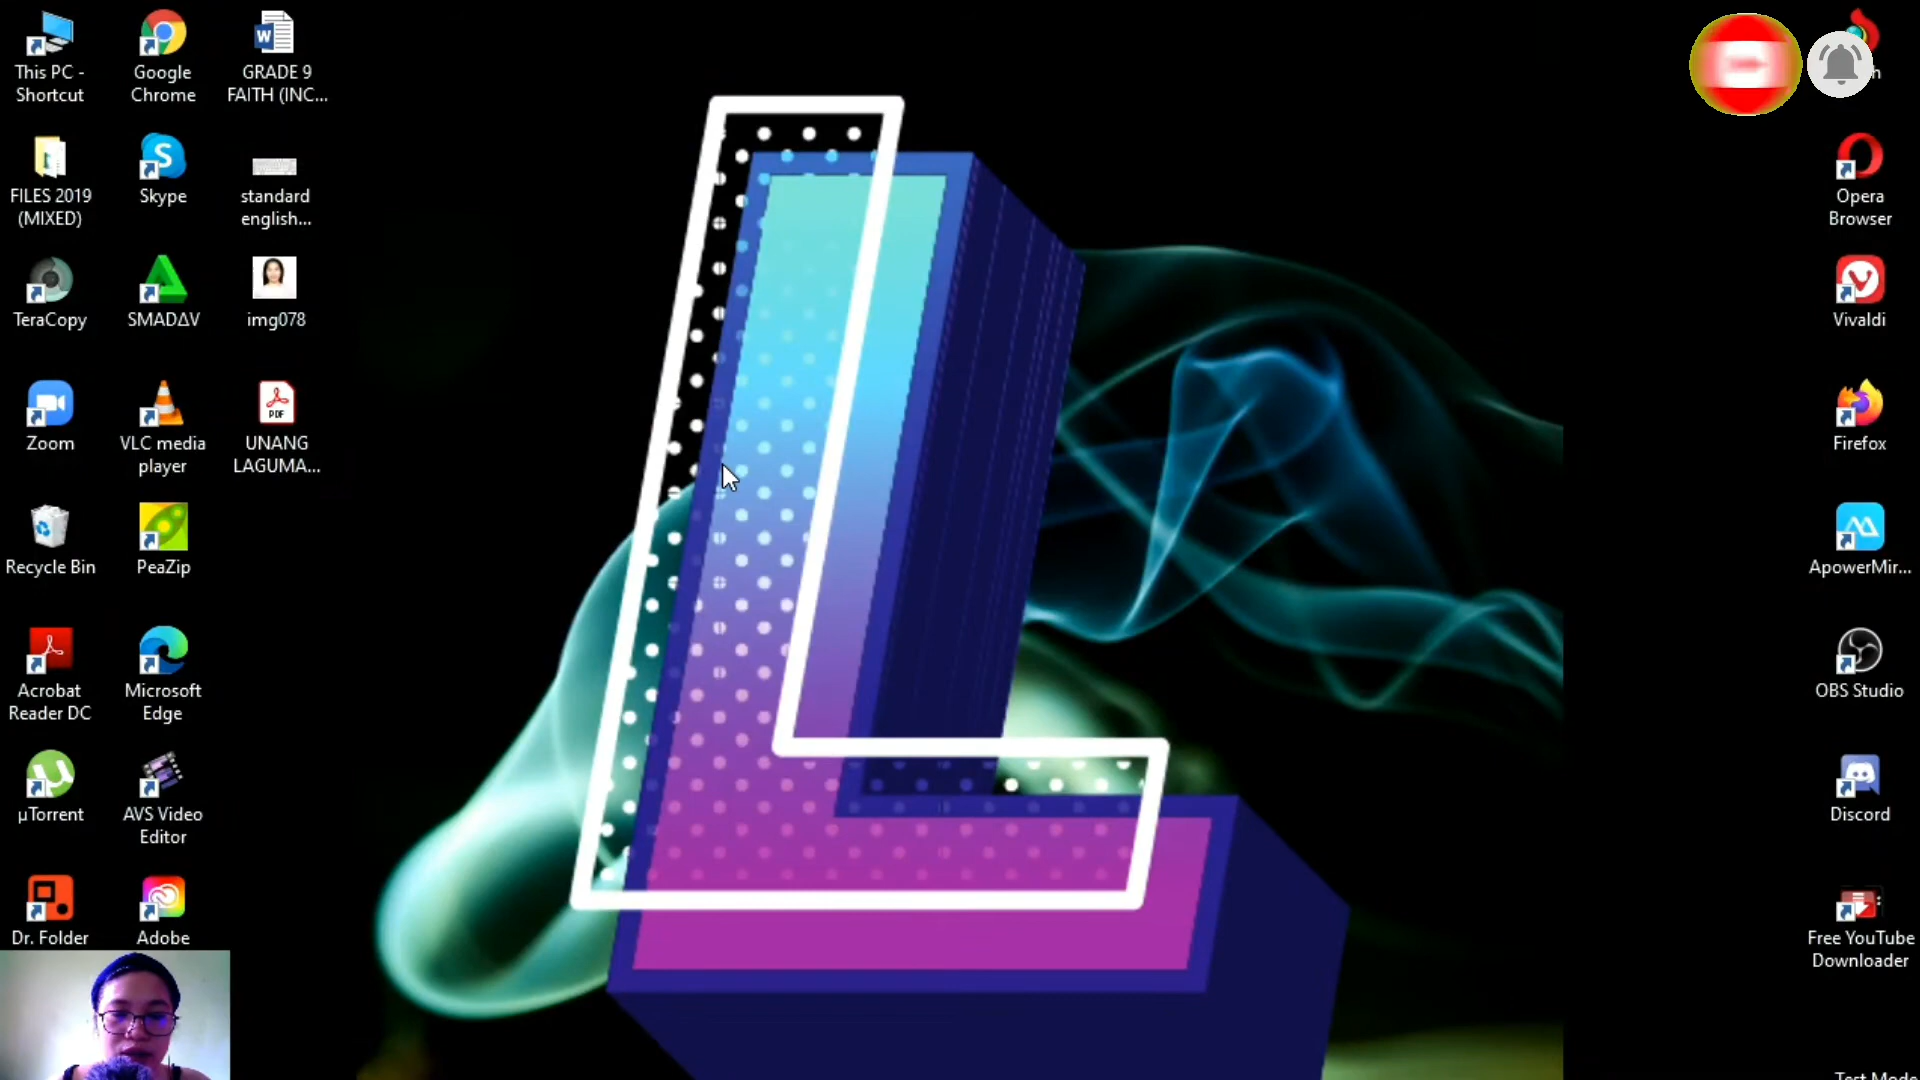 This PC -
Shortcut
Google
Chrome
GRADE 9
FAITH (INC...
FILES 2019
(MIXED)
Skype
standard
english...
Opera
Browser
TeraCopy
SMADΔV
img078
Vivaldi
Zoom
VLC media
player
PDF
UNANG
LAGUMA...
Firefox
Recycle Bin
PeaZip
ApowerMir...
Acrobat
Reader DC
Microsoft
Edge
OBS Studio
µTorrent
AVS Video
Editor
Discord
Dr. Folder
Adobe
Free YouTube
Downloader
L